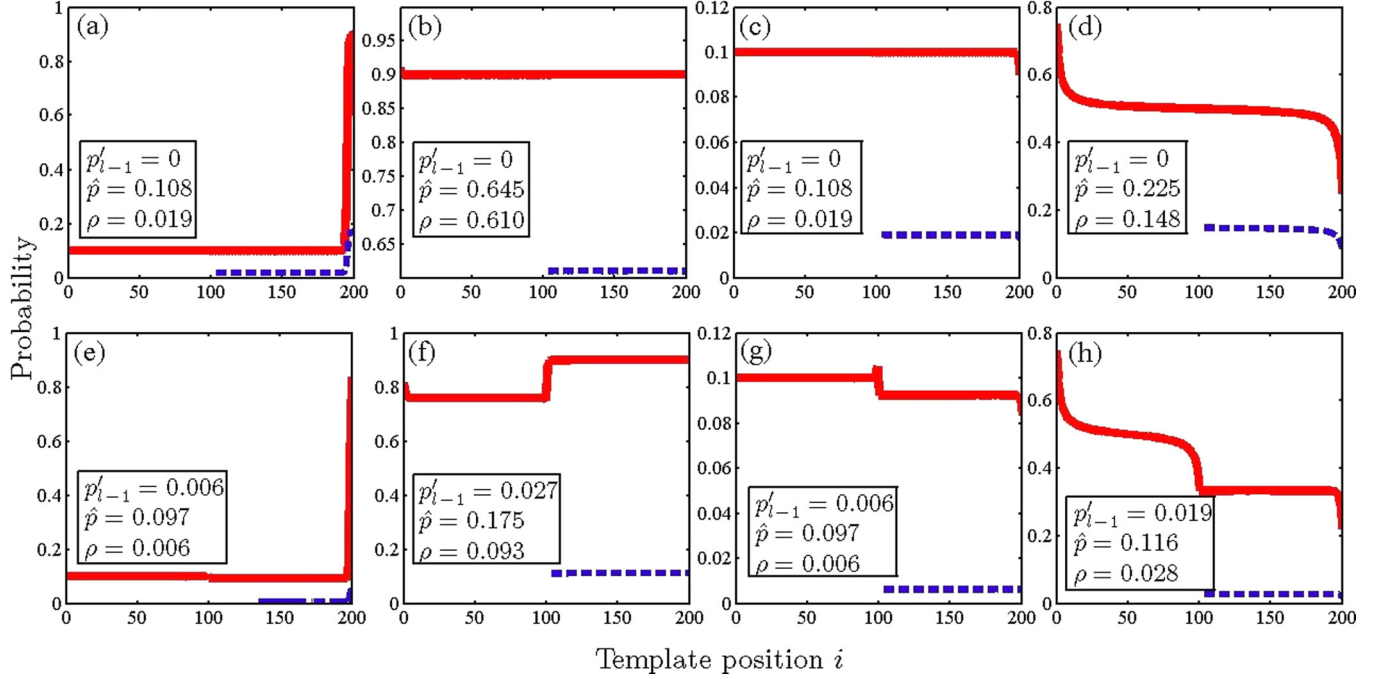 Probability
(a)
1
0.8
0.6
0.4
0.2
0
0 50 100 150 200
p′_{l−1} = 0
p̂ = 0.108
ρ = 0.019
(b)
0.95
0.9
0.85
0.8
0.75
0.7
0.65
0 50 100 150 200
p′_{l−1} = 0
p̂ = 0.645
ρ = 0.610
(c)
0.12
0.1
0.08
0.06
0.04
0.02
0
0 50 100 150 200
p′_{l−1} = 0
p̂ = 0.108
ρ = 0.019
(d)
0.8
0.6
0.4
0.2
0
0 50 100 150 200
p′_{l−1} = 0
p̂ = 0.225
ρ = 0.148
(e)
1
0.8
0.6
0.4
0.2
0
0 50 100 150 200
p′_{l−1} = 0.006
p̂ = 0.097
ρ = 0.006
(f)
1
0.8
0.6
0.4
0.2
0
0 50 100 150 200
p′_{l−1} = 0.027
p̂ = 0.175
ρ = 0.093
(g)
0.12
0.1
0.08
0.06
0.04
0.02
0
0 50 100 150 200
p′_{l−1} = 0.006
p̂ = 0.097
ρ = 0.006
(h)
0.8
0.6
0.4
0.2
0
0 50 100 150 200
p′_{l−1} = 0.019
p̂ = 0.116
ρ = 0.028
Template position i